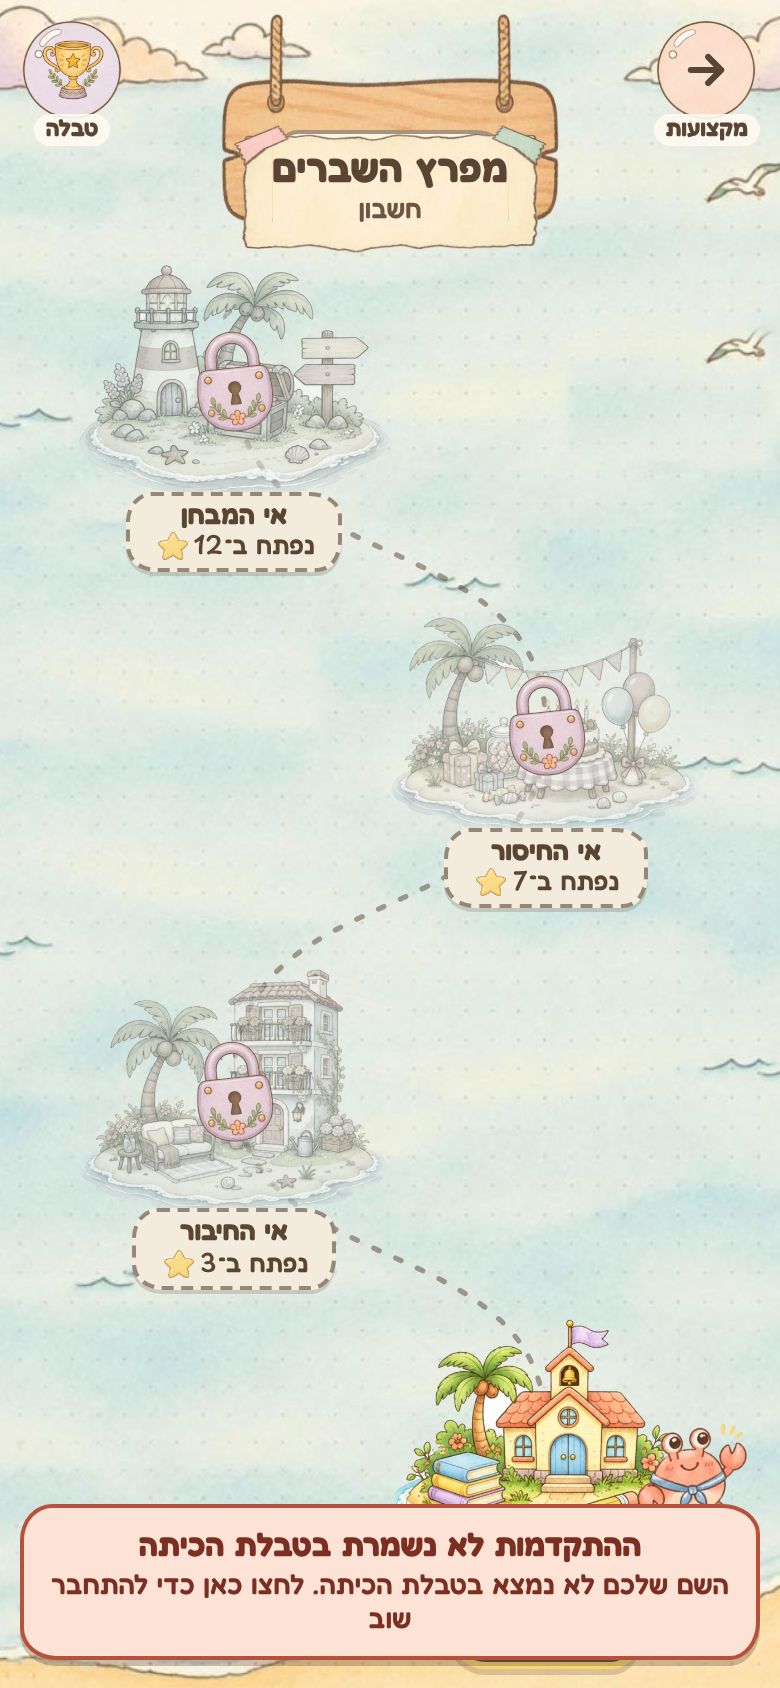 טבלה
מקצועות
מפרץ השברים
חשבון
אי המבחן
נפתח ב־12
אי החיסור
נפתח ב־7
אי החיבור
נפתח ב־3
ההתקדמות לא נשמרת בטבלת הכיתה
השם שלכם לא נמצא בטבלת הכיתה. לחצו כאן כדי להתחבר
שוב